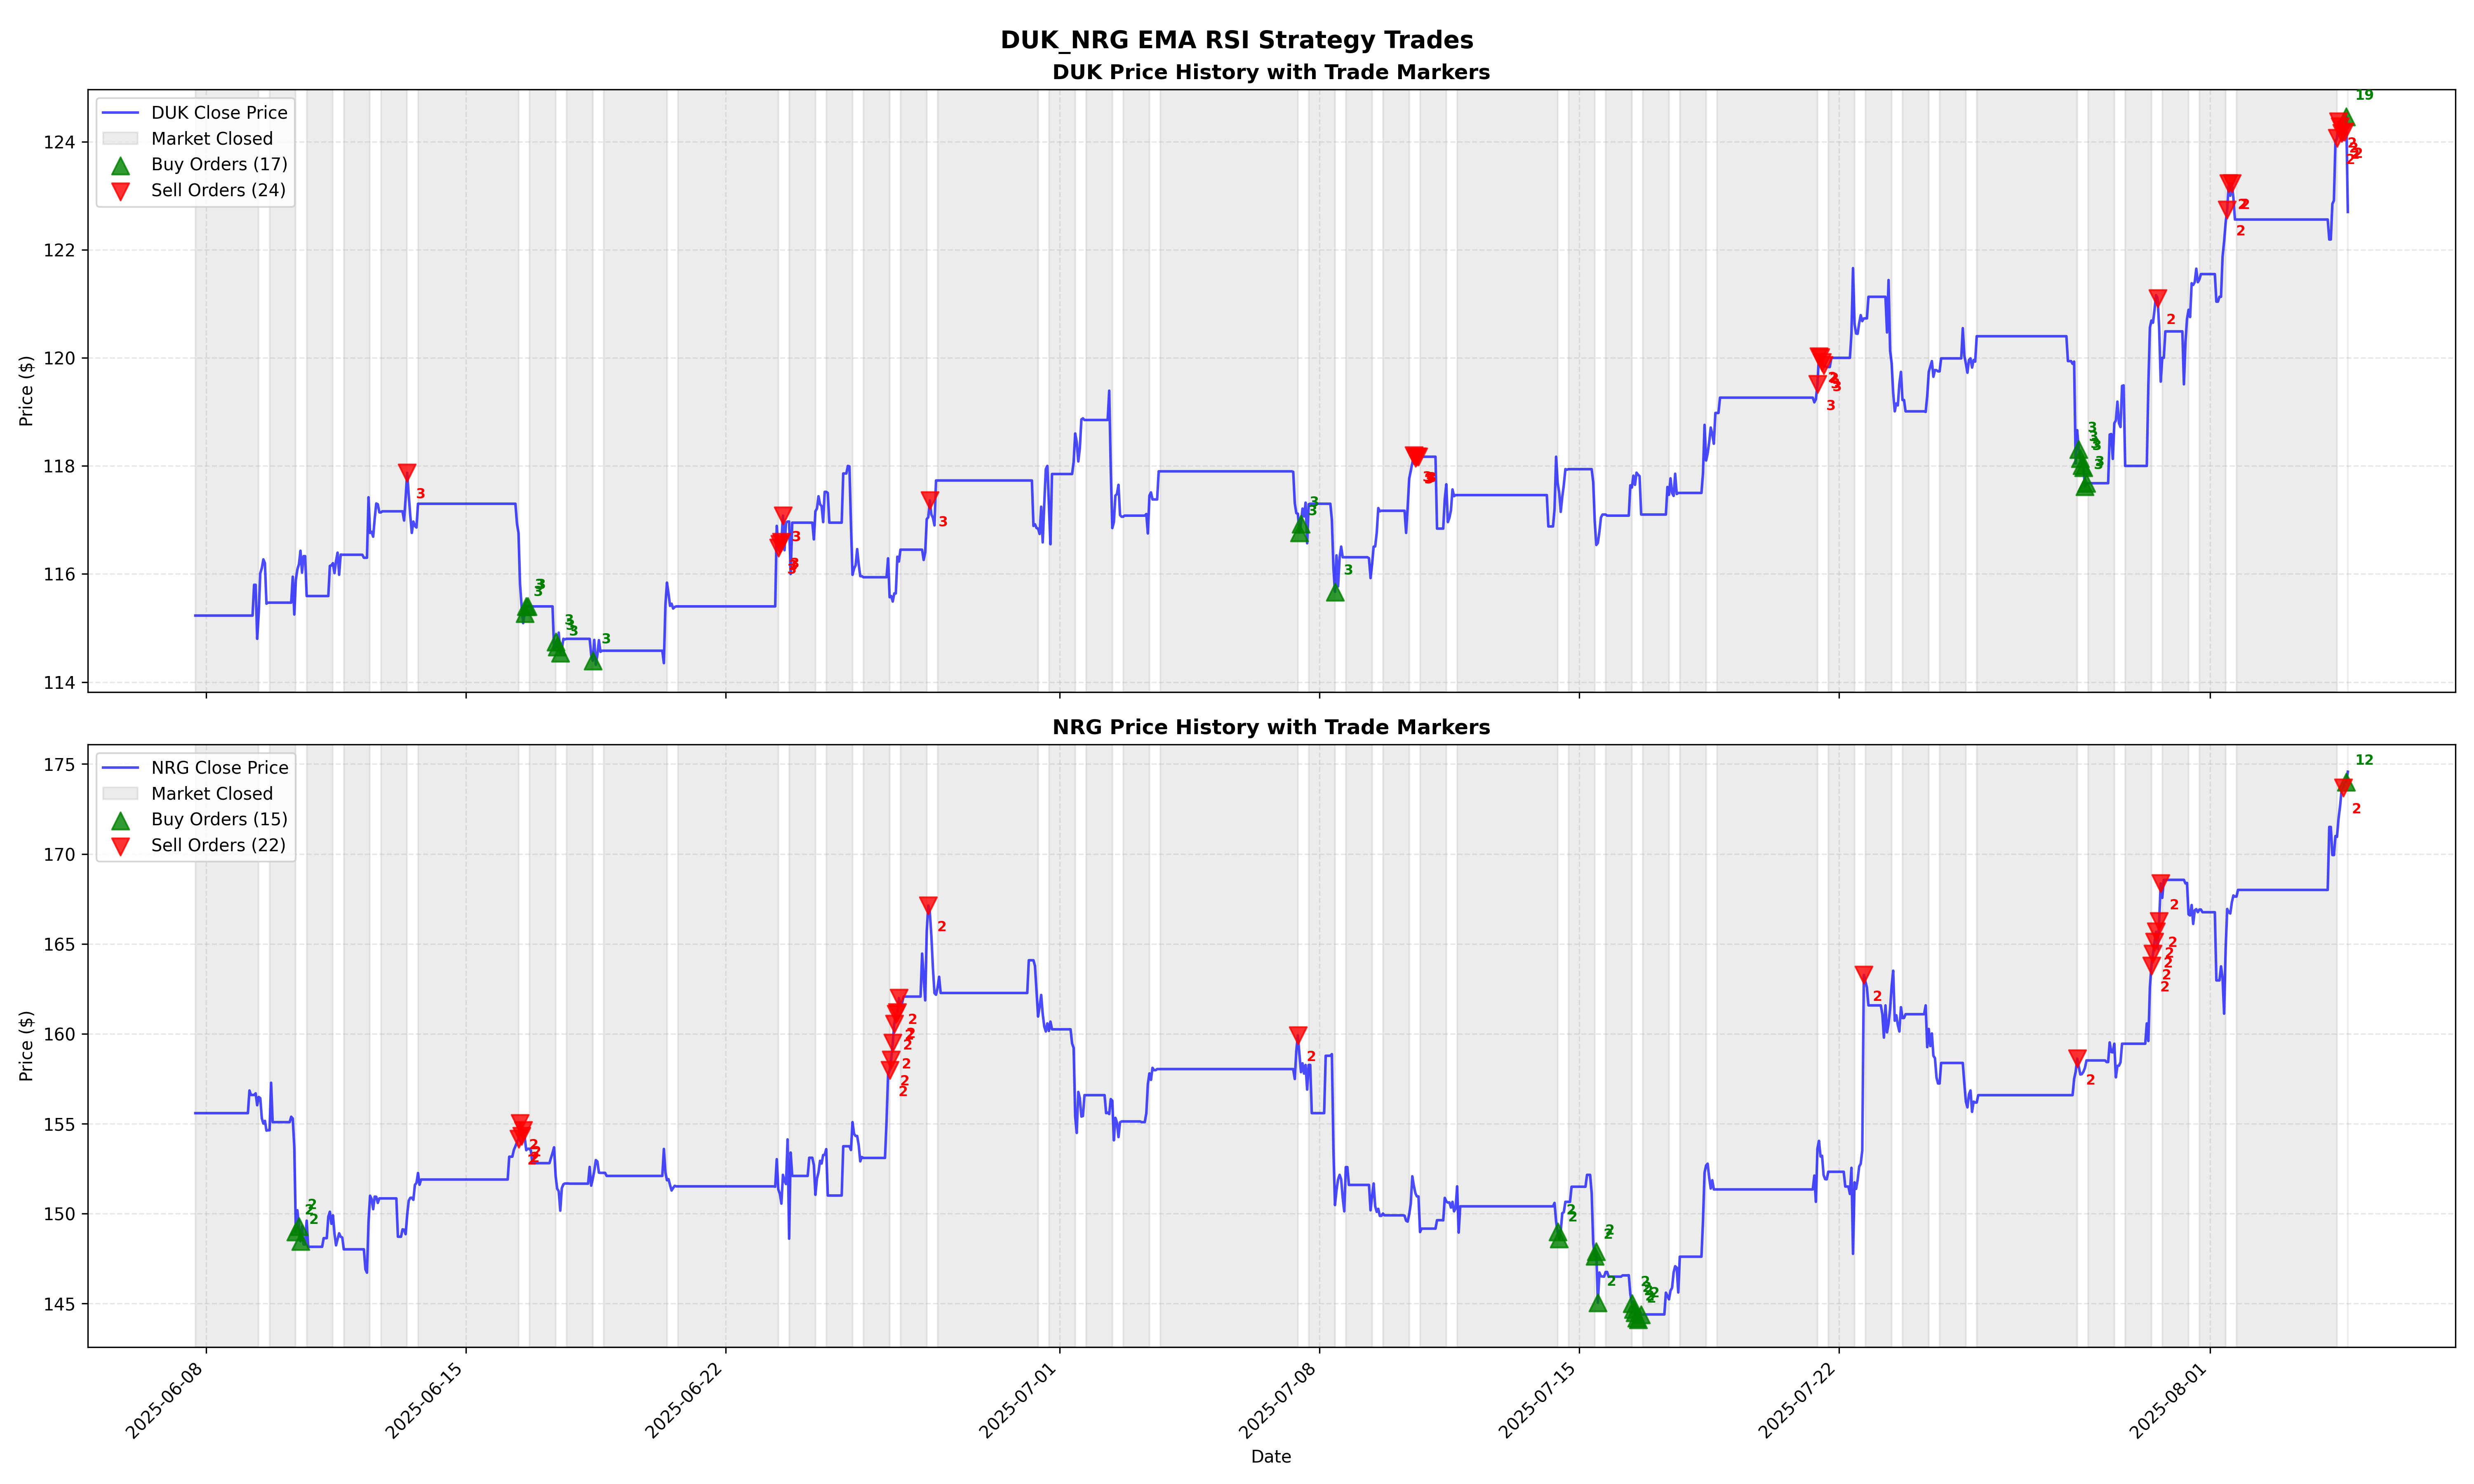 DUK_NRG EMA RSI Strategy Trades
DUK Price History with Trade Markers
DUK Close Price
Market Closed
Buy Orders (17)
Sell Orders (24)
Price ($)
124
122
120
118
116
114
19
NRG Price History with Trade Markers
NRG Close Price
Market Closed
Buy Orders (15)
Sell Orders (22)
Price ($)
175
170
165
160
155
150
145
12
2025-06-08
2025-06-15
2025-06-22
2025-07-01
2025-07-08
2025-07-15
2025-07-22
2025-08-01
Date